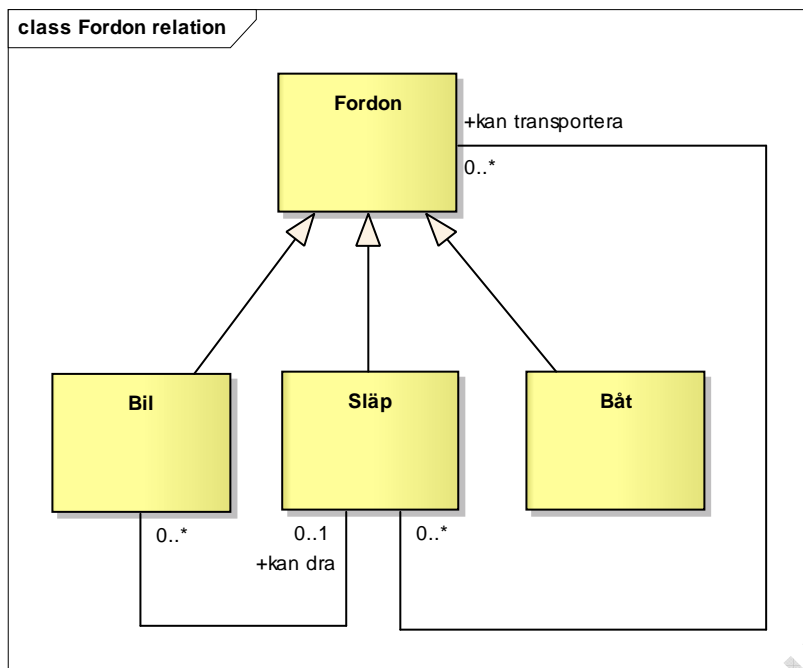 class Fordon relation
Fordon
+kan transportera
0..*
Bil
Släp
Båt
0..*
0..1
0..*
+kan dra